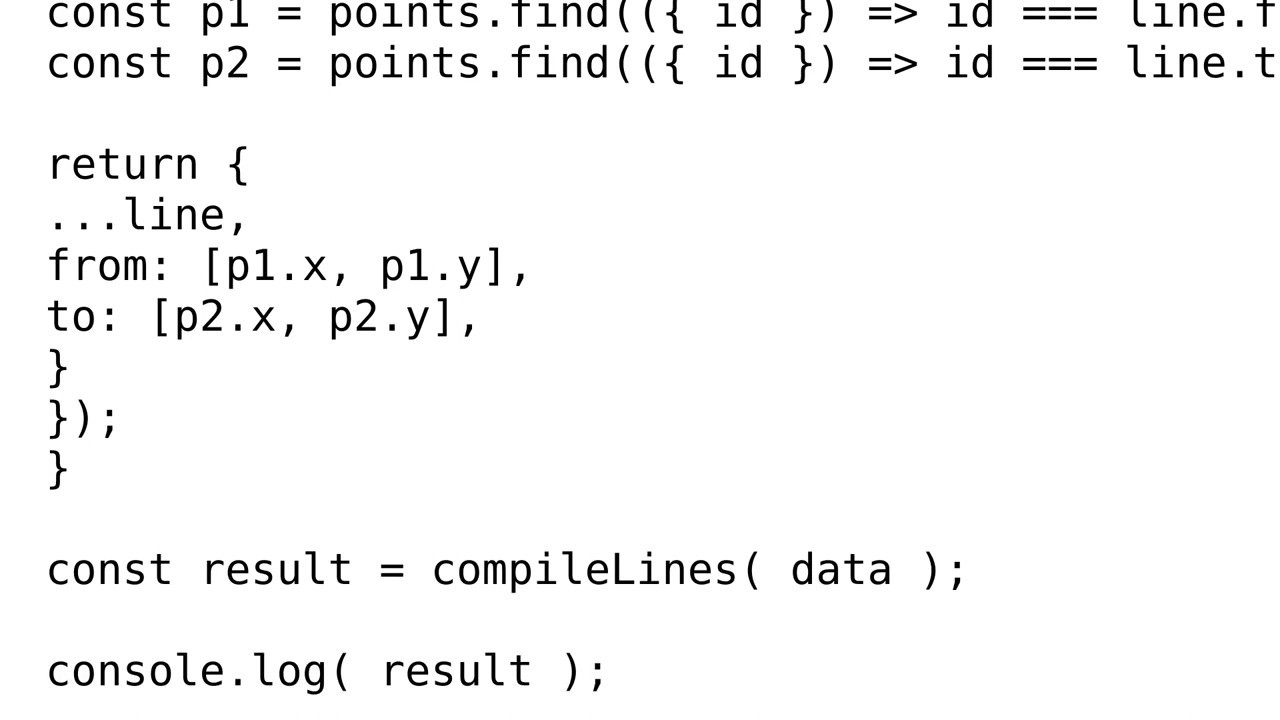 const p1 = points.find(({ id }) => id === line.f
const p2 = points.find(({ id }) => id === line.t
return {
...line,
from: [p1.x, p1.y],
to: [p2.x, p2.y],
}
});
}
const result = compileLines( data );
console.log( result );